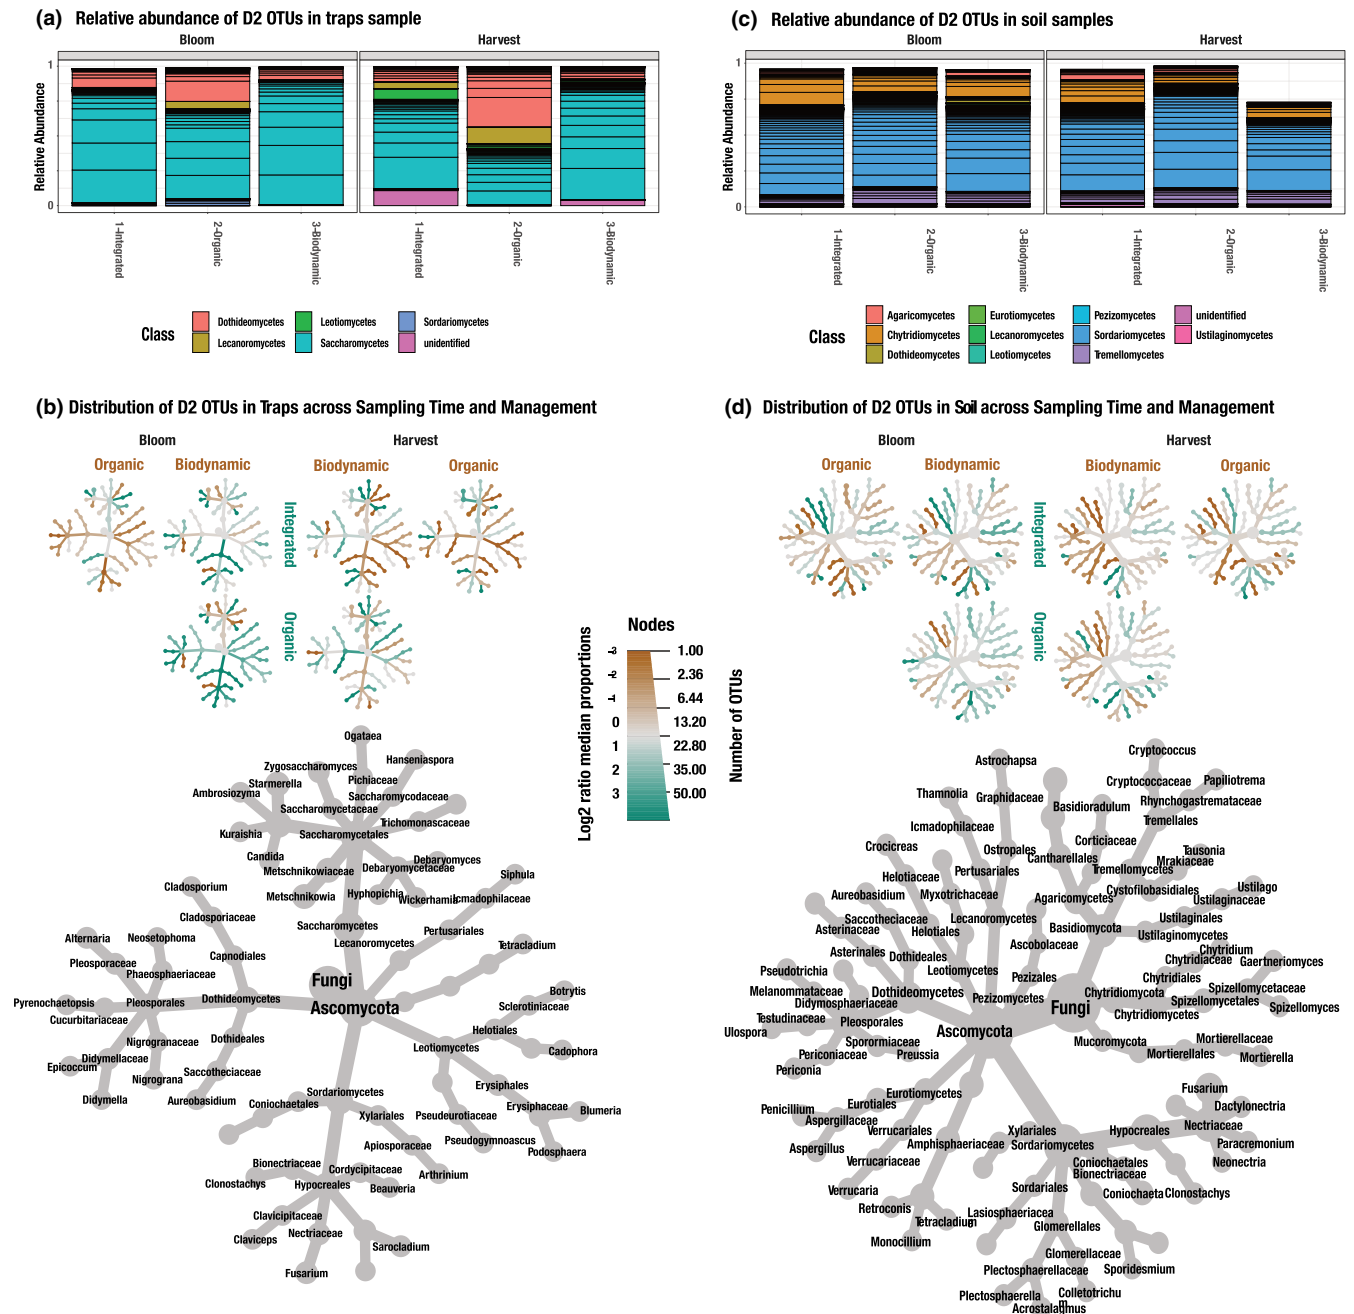 (a) Relative abundance of D2 OTUs in traps sample
Bloom
Harvest
Relative Abundance
1
0
1-Integrated
2-Organic
3-Biodynamic
1-Integrated
2-Organic
3-Biodynamic
Class
Dothideomycetes
Leotiomycetes
Sordariomycetes
Lecanoromycetes
Saccharomycetes
unidentified
(c) Relative abundance of D2 OTUs in soil samples
Bloom
Harvest
Relative Abundance
1
0
1-Integrated
2-Organic
3-Biodynamic
1-Integrated
2-Organic
3-Biodynamic
Class
Agaricomycetes
Eurotiomycetes
Pezizomycetes
unidentified
Chytridiomycetes
Lecanoromycetes
Sordariomycetes
Ustilaginomycetes
Dothideomycetes
Leotiomycetes
Tremellomycetes
(b) Distribution of D2 OTUs in Traps across Sampling Time and Management
Bloom
Harvest
Organic
Biodynamic
Biodynamic
Organic
Integrated
Organic
Nodes
Log2 ratio median proportions
Number of OTUs
-3 1.00
-2 2.36
-1 6.44
0 13.20
1 22.80
2 35.00
3 50.00
Ogataea
Hanseniaspora
Zygosaccharomyces
Pichiaceae
Starmerella
Ambrosiozyma
Saccharomycodaceae
Saccharomycetaceae
Trichomonascaceae
Kuraishia
Saccharomycetales
Candida
Debaryomyces
Debaryomycetaceae
Metschnikowiaceae
Siphula
Cladosporium
Metschnikowia
Hyphopichia
Wickerhamia
Icmadophilaceae
Cladosporiaceae
Saccharomycetes
Pertusariales
Alternaria
Neosetophoma
Lecanoromycetes
Tetracladium
Capnodiales
Pleosporaceae
Phaeosphaeriaceae
Fungi
Botrytis
Pyrenochaetopsis
Pleosporales
Dothideomycetes
Ascomycota
Sclerotiniaceae
Cucurbitariaceae
Helotiales
Nigrogranaceae
Dothideales
Leotiomycetes
Cadophora
Didymellaceae
Epicoccum
Nigrograna
Saccotheciaceae
Erysiphales
Didymella
Aureobasidium
Sordariomycetes
Coniochaetales
Xylariales
Pseudeurotiaceae
Erysiphaceae
Blumeria
Apiosporaceae
Pseudogymnoascus
Podosphaera
Bionectriaceae
Cordycipitaceae
Arthrinium
Clonostachys
Hypocreales
Beauveria
Clavicipitaceae
Claviceps
Nectriaceae
Sarocladium
Fusarium
(d) Distribution of D2 OTUs in Soil across Sampling Time and Management
Bloom
Harvest
Organic
Biodynamic
Biodynamic
Organic
Integrated
Organic
Cryptococcus
Astrochapsa
Cryptococcaceae
Papiliotrema
Thamnolia
Graphidaceae
Basidioradulum
Rhynchogastremataceae
Icmadophilaceae
Tremellales
Crocicreas
Ostropales
Corticiaceae
Tausonia
Cantharellales
Mrakiaceae
Helotiaceae
Pertusariales
Tremellomycetes
Aureobasidium
Myxotrichaceae
Agaricomycetes
Cystofilobasidiales
Ustilago
Ustilaginaceae
Saccotheciaceae
Lecanoromycetes
Ustilaginales
Asterinaceae
Helotiales
Basidiomycota
Ustilaginomycetes
Ascobolaceae
Chytridium
Asterinales
Dothideales
Chytridiaceae
Gaertneriomyces
Pseudotrichia
Leotiomycetes
Pezizales
Chytridiales
Melanommataceae
Dothideomycetes
Pezizomycetes
Chytridiomycota
Spizellomycetaceae
Didymosphaeriaceae
Fungi
Spizellomycetales
Spizellomyces
Testudinaceae
Pleosporales
Chytridiomycetes
Ulospora
Ascomycota
Sporormiaceae
Mucoromycota
Mortierellaceae
Periconiaceae
Preussia
Mortierellales
Mortierella
Periconia
Eurotiomycetes
Fusarium
Penicillium
Eurotiales
Dactylonectria
Aspergillaceae
Verrucariales
Xylariales
Hypocreales
Nectriaceae
Aspergillus
Amphisphaeriaceae
Sordariomycetes
Paracremonium
Verrucariaceae
Coniochaetales
Neonectria
Bionectriaceae
Verrucaria
Sordariales
Coniochaeta
Clonostachys
Retroconis
Lasiosphaeriacea
Tetracladium
e
Glomerellales
Monocillium
Glomerellaceae
Plectosphaerellaceae
Sporidesmium
Plectosphaerella
Colletotrichu
m
Acrostalagmus